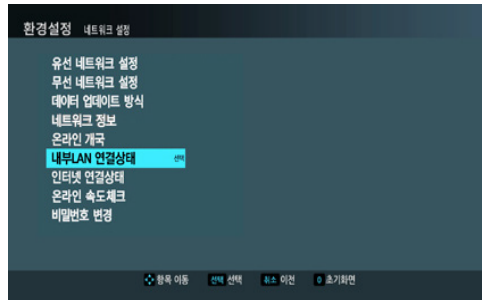 환경설정 네트워크 설정
유선 네트워크 설정
무선 네트워크 설정
데이터 업데이트 방식
네트워크 정보
온라인 개국
내부LAN 연결상태 선택
인터넷 연결상태
온라인 속도체크
비밀번호 변경
항목 이동 선택 선택 취소 이전 0 초기화면